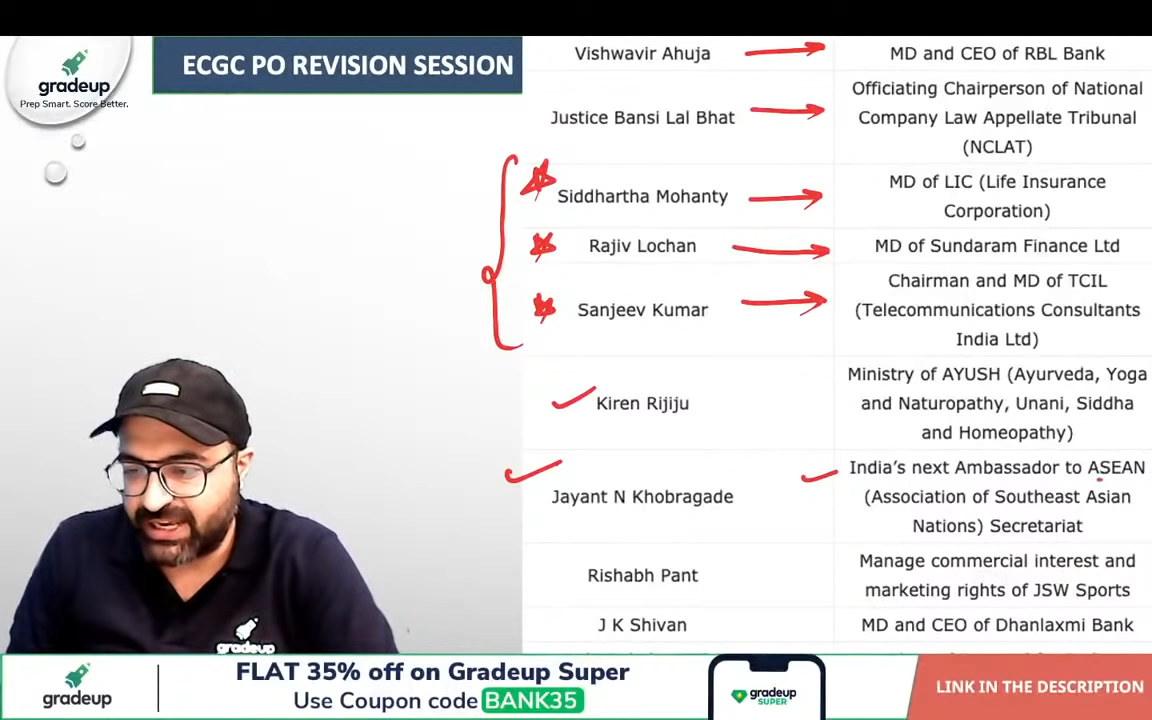 gradeup
Prep Smart. Score Better.
ECGC PO REVISION SESSION
Vishwavir Ahuja
MD and CEO of RBL Bank
Justice Bansi Lal Bhat
Officiating Chairperson of National
Company Law Appellate Tribunal
(NCLAT)
Siddhartha Mohanty
MD of LIC (Life Insurance
Corporation)
Rajiv Lochan
MD of Sundaram Finance Ltd
Sanjeev Kumar
Chairman and MD of TCIL
(Telecommunications Consultants
India Ltd)
Kiren Rijiju
Ministry of AYUSH (Ayurveda, Yoga
and Naturopathy, Unani, Siddha
and Homeopathy)
Jayant N Khobragade
India's next Ambassador to ASEAN
(Association of Southeast Asian
Nations) Secretariat
Rishabh Pant
Manage commercial interest and
marketing rights of JSW Sports
J K Shivan
MD and CEO of Dhanlaxmi Bank
gradeup
gradeup
FLAT 35% off on Gradeup Super
Use Coupon code BANK35
gradeup
SUPER
LINK IN THE DESCRIPTION